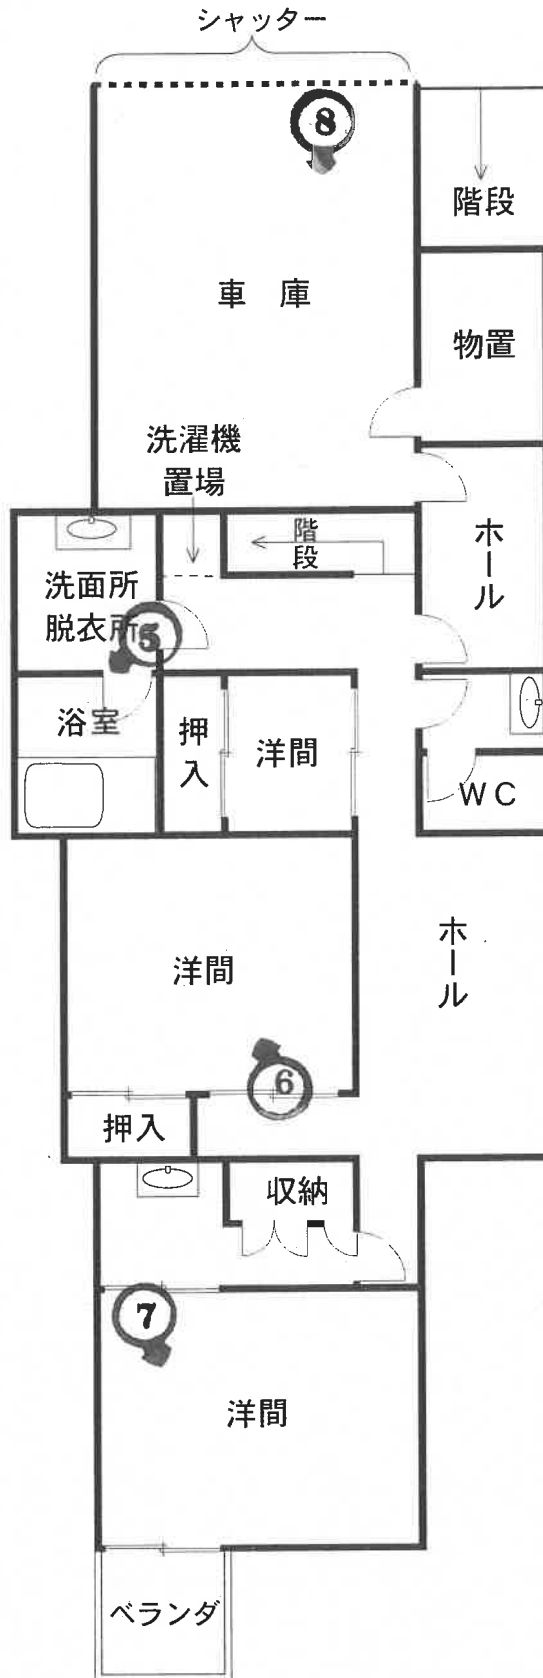 シャッター
8
階段
車 庫
物置
洗濯機
置場
階
段
ホール
洗面所
脱衣所
5
浴室
押
入
洋間
WC
洋間
ホール
6
押入
収納
7
洋間
ベランダ